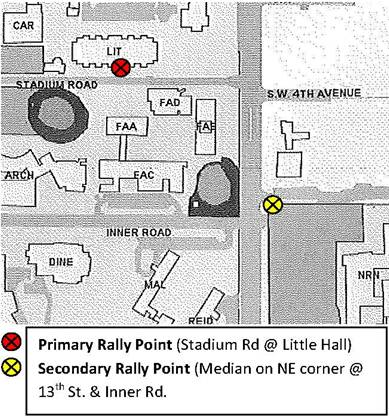 CAR
LIT
STADIUM ROAD
S.W. 4TH AVENUE
FAD
FAA
FAB
ARCH
FAC
INNER ROAD
DINE
MAL
NRN
REID
Primary Rally Point (Stadium Rd @ Little Hall)
Secondary Rally Point (Median on NE corner @
13th St. & Inner Rd.